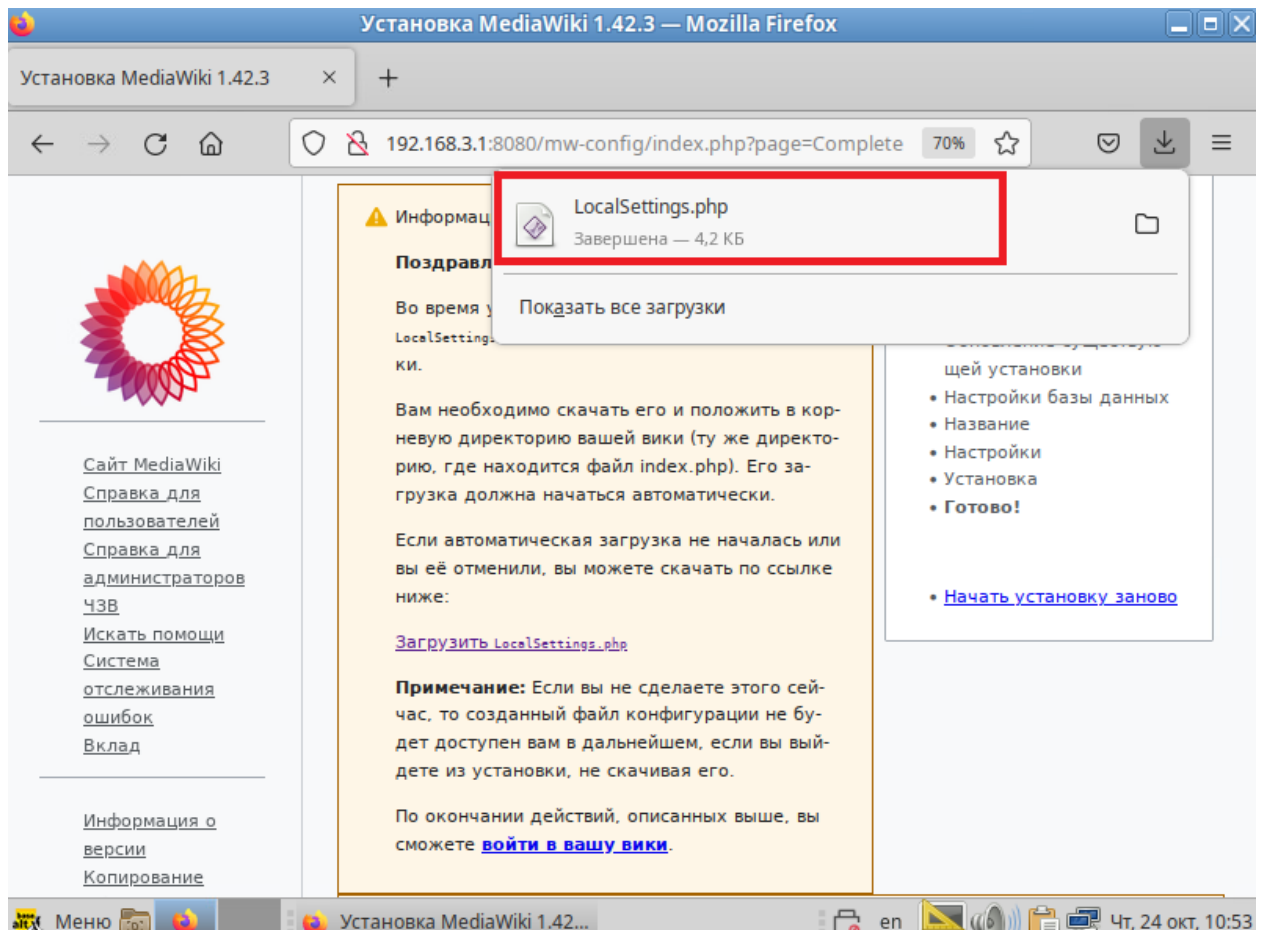 Установка MediaWiki 1.42.3 — Mozilla Firefox
Установка MediaWiki 1.42.3
192.168.3.1:8080/mw-config/index.php?page=Complete
70%
LocalSettings.php
Завершена — 4,2 КБ
Показать все загрузки
Сайт MediaWiki
Справка для
пользователей
Справка для
администраторов
ЧЗВ
Искать помощи
Система
отслеживания
ошибок
Вклад
Информация о
версии
Копирование
Информац
Поздравл
Во время у
LocalSettings
ки.
Вам необходимо скачать его и положить в кор-
невую директорию вашей вики (ту же директо-
рию, где находится файл index.php). Его за-
грузка должна начаться автоматически.
Если автоматическая загрузка не началась или
вы её отменили, вы можете скачать по ссылке
ниже:
Загрузить LocalSettings.php
Примечание: Если вы не сделаете этого сей-
час, то созданный файл конфигурации не бу-
дет доступен вам в дальнейшем, если вы вый-
дете из установки, не скачивая его.
По окончании действий, описанных выше, вы
сможете войти в вашу вики.
щей установки
• Настройки базы данных
• Название
• Настройки
• Установка
• Готово!
• Начать установку заново
Меню
Установка MediaWiki 1.42...
en
Чт, 24 окт, 10:53